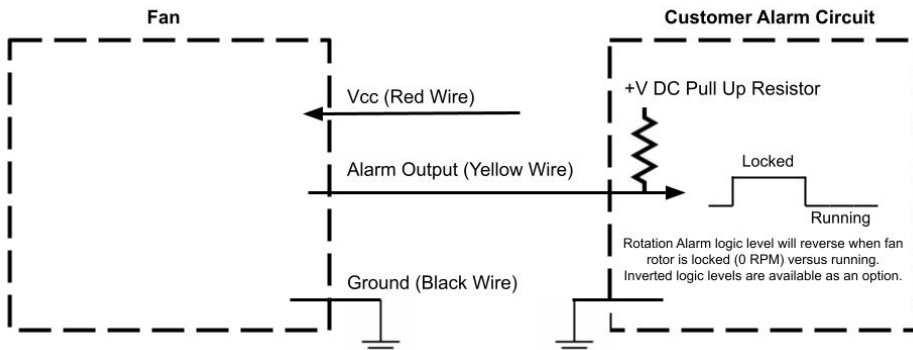 Fan
Customer Alarm Circuit
Vcc (Red Wire)
+V DC Pull Up Resistor
Alarm Output (Yellow Wire)
Locked
Running
Rotation Alarm logic level will reverse when fan
rotor is locked (0 RPM) versus running.
Inverted logic levels are available as an option.
Ground (Black Wire)